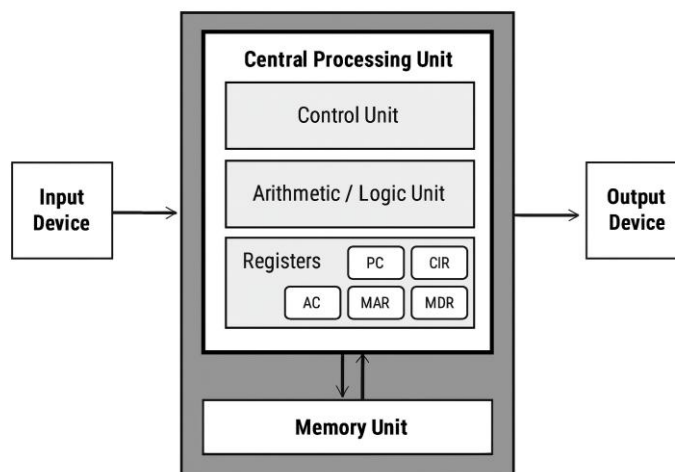 Central Processing Unit
Control Unit
Arithmetic / Logic Unit
Registers
PC
CIR
AC
MAR
MDR
Input
Device
Output
Device
Memory Unit